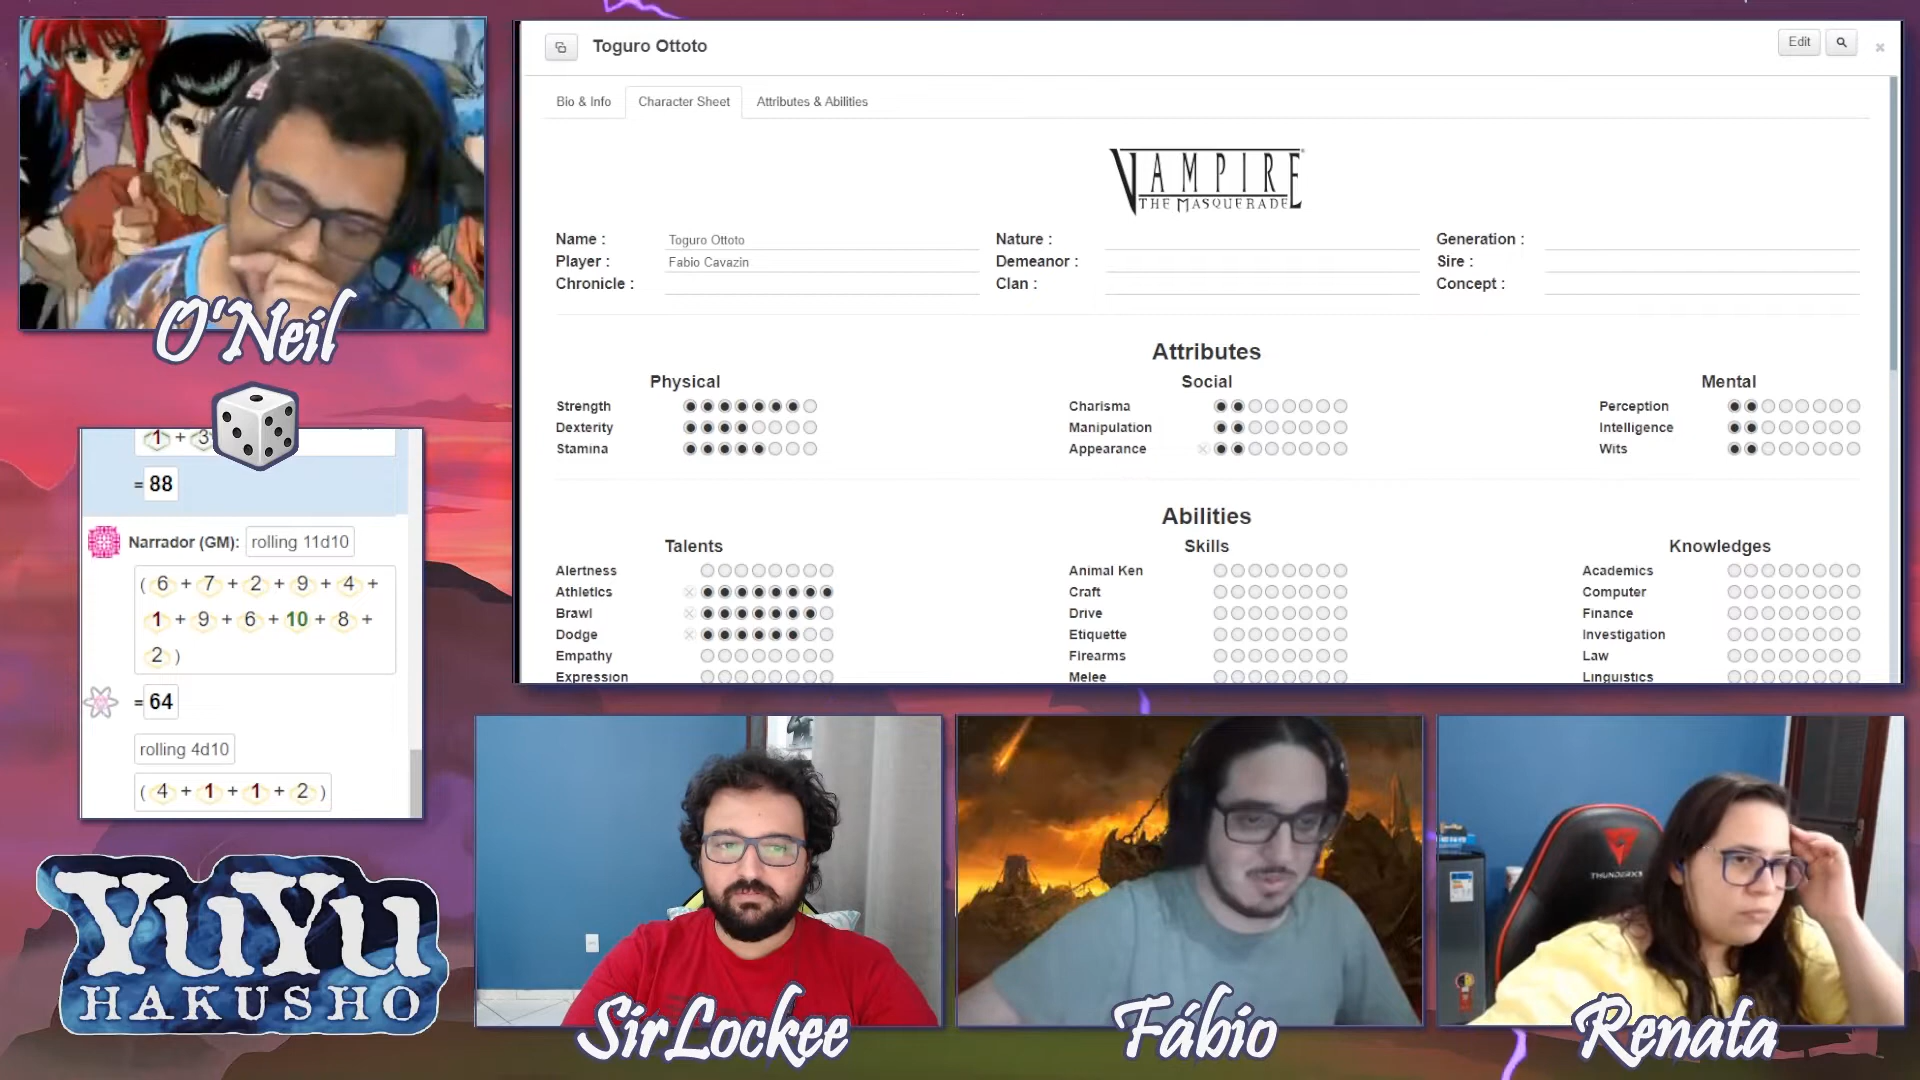 Toguro Ottoto
Edit
Bio & Info
Character Sheet
Attributes & Abilities
VAMPIRE
THE MASQUERADE
Name : Toguro Ottoto
Nature :
Generation :
Player : Fabio Cavazin
Demeanor :
Sire :
Chronicle :
Clan :
Concept :
Attributes
Physical
Social
Mental
Strength
Charisma
Perception
Dexterity
Manipulation
Intelligence
Stamina
Appearance
Wits
Abilities
Talents
Skills
Knowledges
Alertness
Animal Ken
Academics
Athletics
Craft
Computer
Brawl
Drive
Finance
Dodge
Etiquette
Investigation
Empathy
Firearms
Law
Expression
Melee
Linguistics
O'Neil
1 + 3
= 88
Narrador (GM): rolling 11d10
( 6 + 7 + 2 + 9 + 4 +
1 + 9 + 6 + 10 + 8 +
2 )
= 64
rolling 4d10
( 4 + 1 + 1 + 2 )
YuYu
HAKUSHO
SirLockee
Fábio
THUNDERX3
Renata